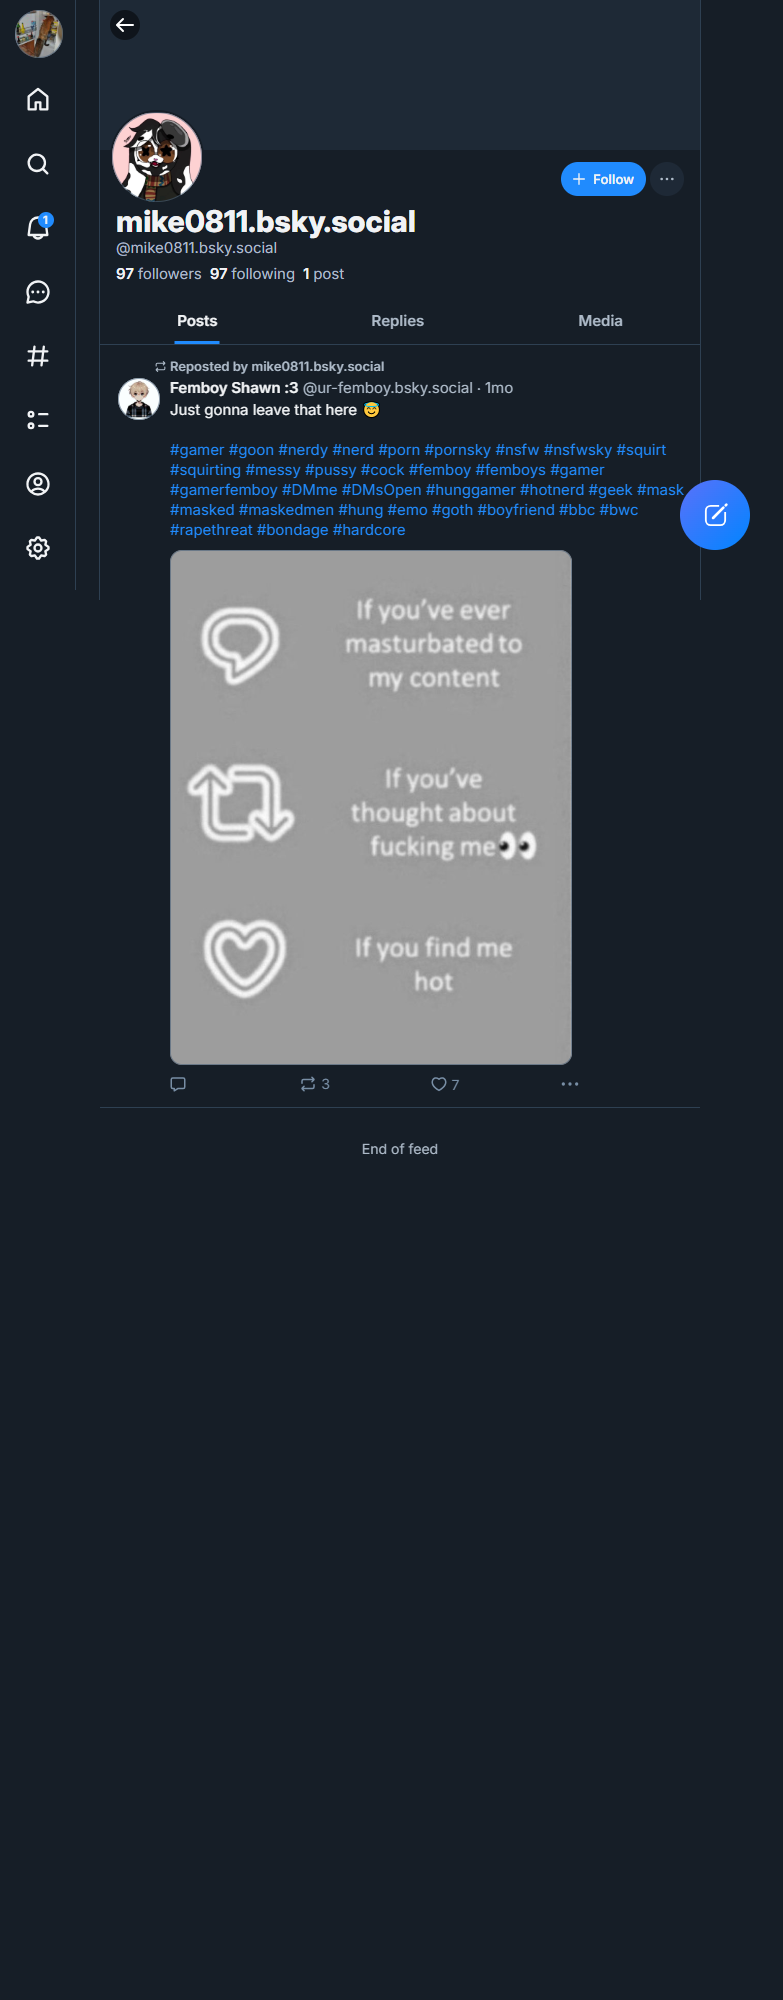 1
Follow
mike0811.bsky.social
@mike0811.bsky.social
97 followers 97 following 1 post
Posts Replies Media
Reposted by mike0811.bsky.social
Femboy Shawn :3 @ur-femboy.bsky.social · 1mo
Just gonna leave that here 😇
#gamer #goon #nerdy #nerd #porn #pornsky #nsfw #nsfwsky #squirt
#squirting #messy #pussy #cock #femboy #femboys #gamer
#gamerfemboy #DMme #DMsOpen #hunggamer #hotnerd #geek #mask
#masked #maskedmen #hung #emo #goth #boyfriend #bbc #bwc
#rapethreat #bondage #hardcore
If you’ve ever
masturbated to
my content
If you’ve
thought about
fucking me👀
If you find me
hot
3 7
End of feed